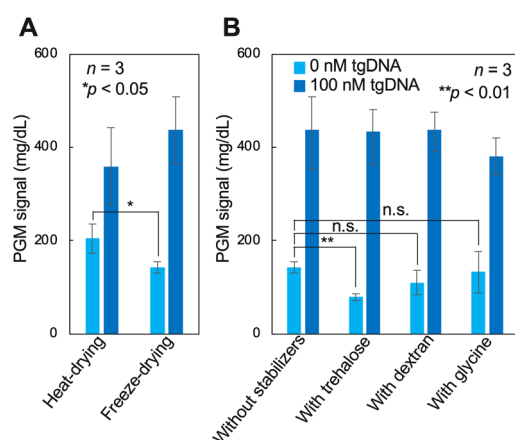 A
PGM signal (mg/dL)
600
400
200
0
n = 3
*p < 0.05
*
Heat-drying
Freeze-drying
B
PGM signal (mg/dL)
600
400
200
0
0 nM tgDNA
100 nM tgDNA
n = 3
**p < 0.01
n.s.
n.s.
**
Without stabilizers
With trehalose
With dextran
With glycine